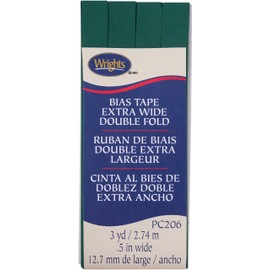 Wrights
BIAS TAPE
EXTRA WIDE
DOUBLE FOLD
RUBAN DE BIAIS
DOUBLE EXTRA
LARGEUR
CINTA AL BIES DE
DOBLEZ DOBLE
EXTRA ANCHO
PC206
3 yd / 2.74 m
.5 in wide
12.7 mm de large / ancho